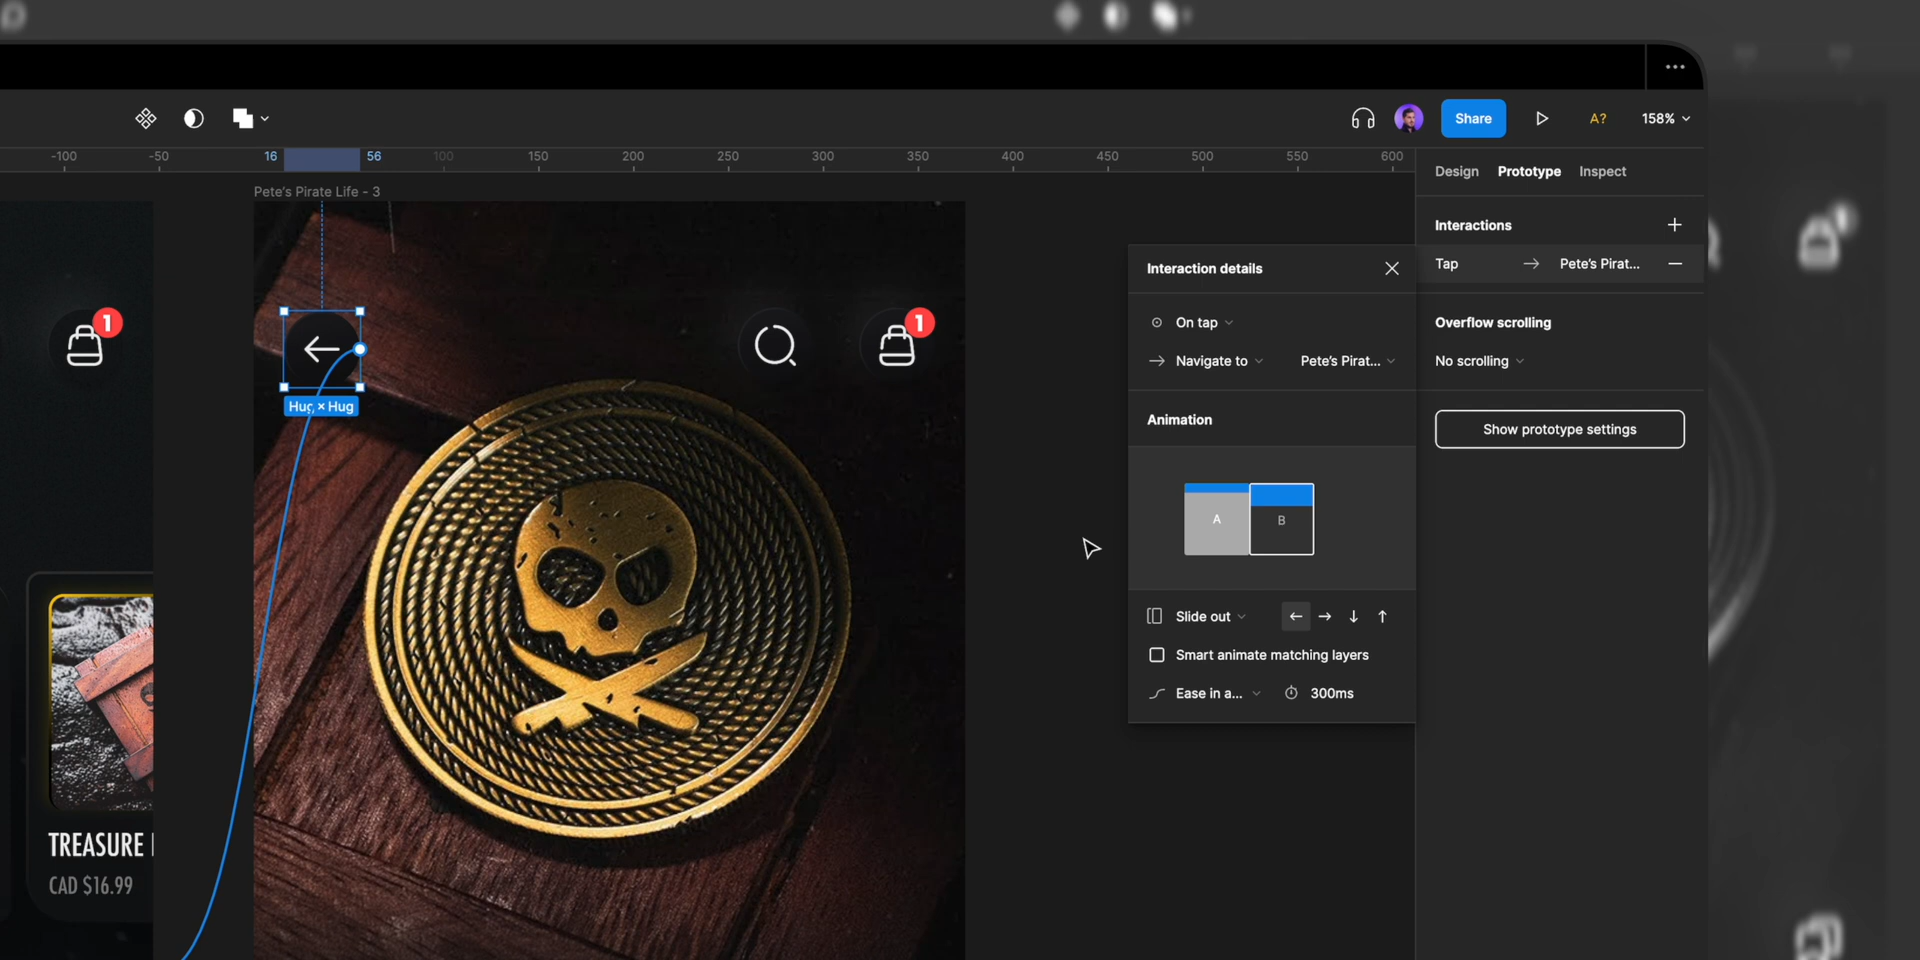 Share
A?
158%
-100
-50
16
56
100
150
200
250
300
350
400
450
500
550
600
Design
Prototype
Inspect
Pete's Pirate Life - 3
Interactions
Tap
Pete's Pirat...
Interaction details
On tap
Navigate to
Pete's Pirat...
Overflow scrolling
No scrolling
1
1
Hug × Hug
Animation
Show prototype settings
A
B
Slide out
Smart animate matching layers
Ease in a...
300ms
TREASURE
CAD $16.99